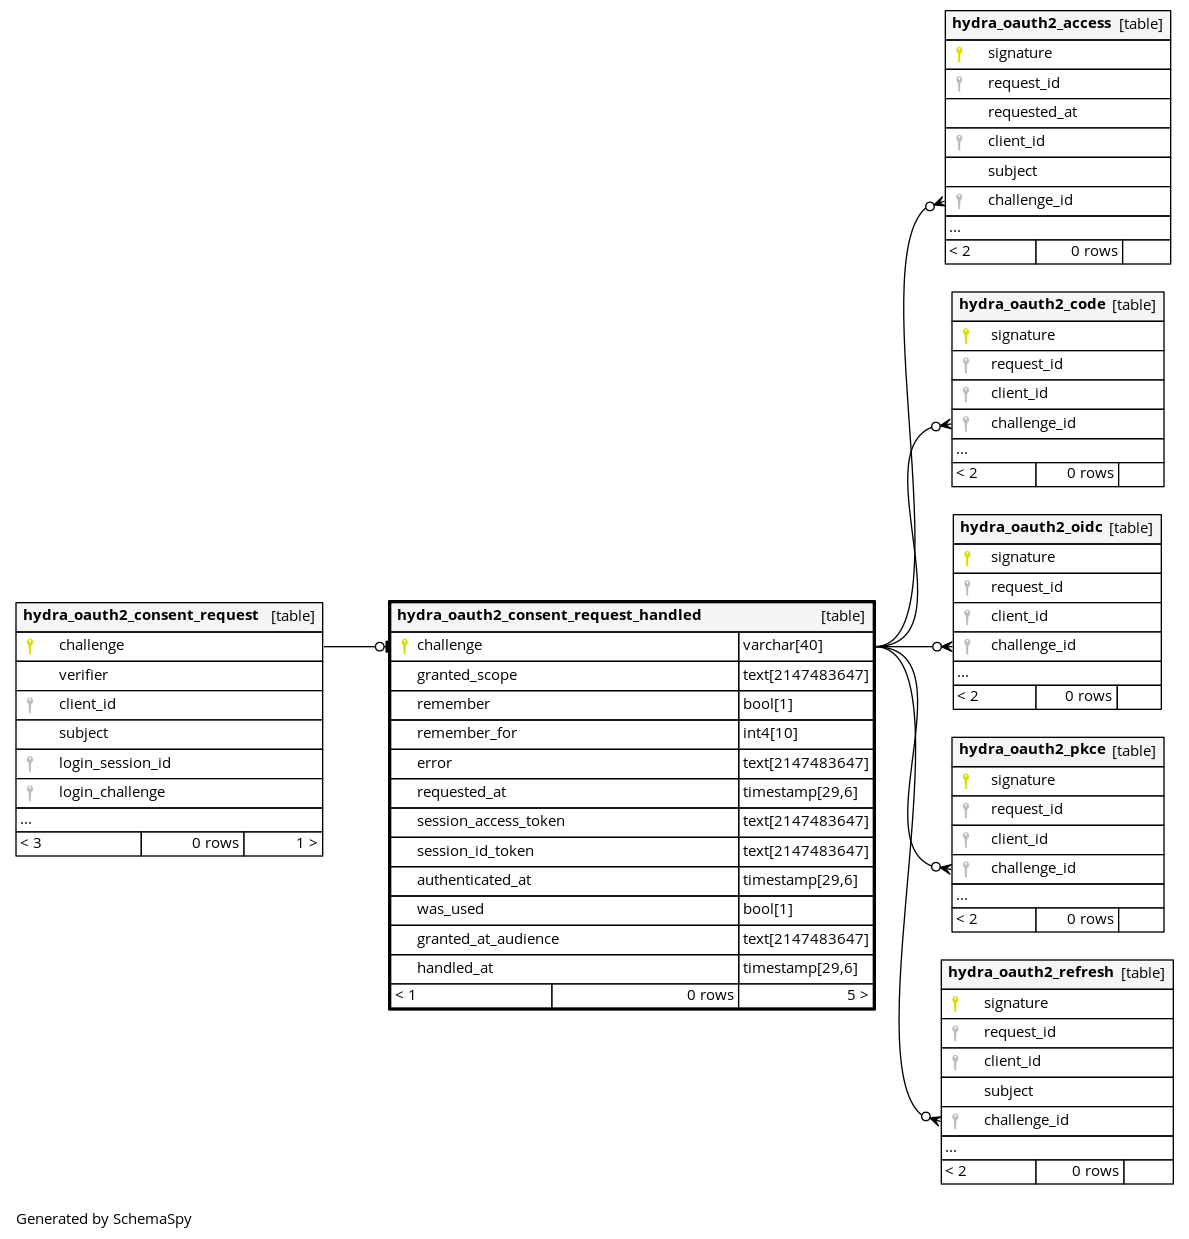 hydra_oauth2_access [table]
signature
request_id
requested_at
client_id
subject
challenge_id
...
< 2 0 rows
hydra_oauth2_code [table]
signature
request_id
client_id
challenge_id
...
< 2 0 rows
hydra_oauth2_oidc [table]
signature
request_id
client_id
challenge_id
...
< 2 0 rows
hydra_oauth2_consent_request [table]
challenge
verifier
client_id
subject
login_session_id
login_challenge
...
< 3 0 rows 1 >
hydra_oauth2_consent_request_handled [table]
challenge varchar[40]
granted_scope text[2147483647]
remember bool[1]
remember_for int4[10]
error text[2147483647]
requested_at timestamp[29,6]
session_access_token text[2147483647]
session_id_token text[2147483647]
authenticated_at timestamp[29,6]
was_used bool[1]
granted_at_audience text[2147483647]
handled_at timestamp[29,6]
< 1 0 rows 5 >
hydra_oauth2_pkce [table]
signature
request_id
client_id
challenge_id
...
< 2 0 rows
hydra_oauth2_refresh [table]
signature
request_id
client_id
subject
challenge_id
...
< 2 0 rows
Generated by SchemaSpy